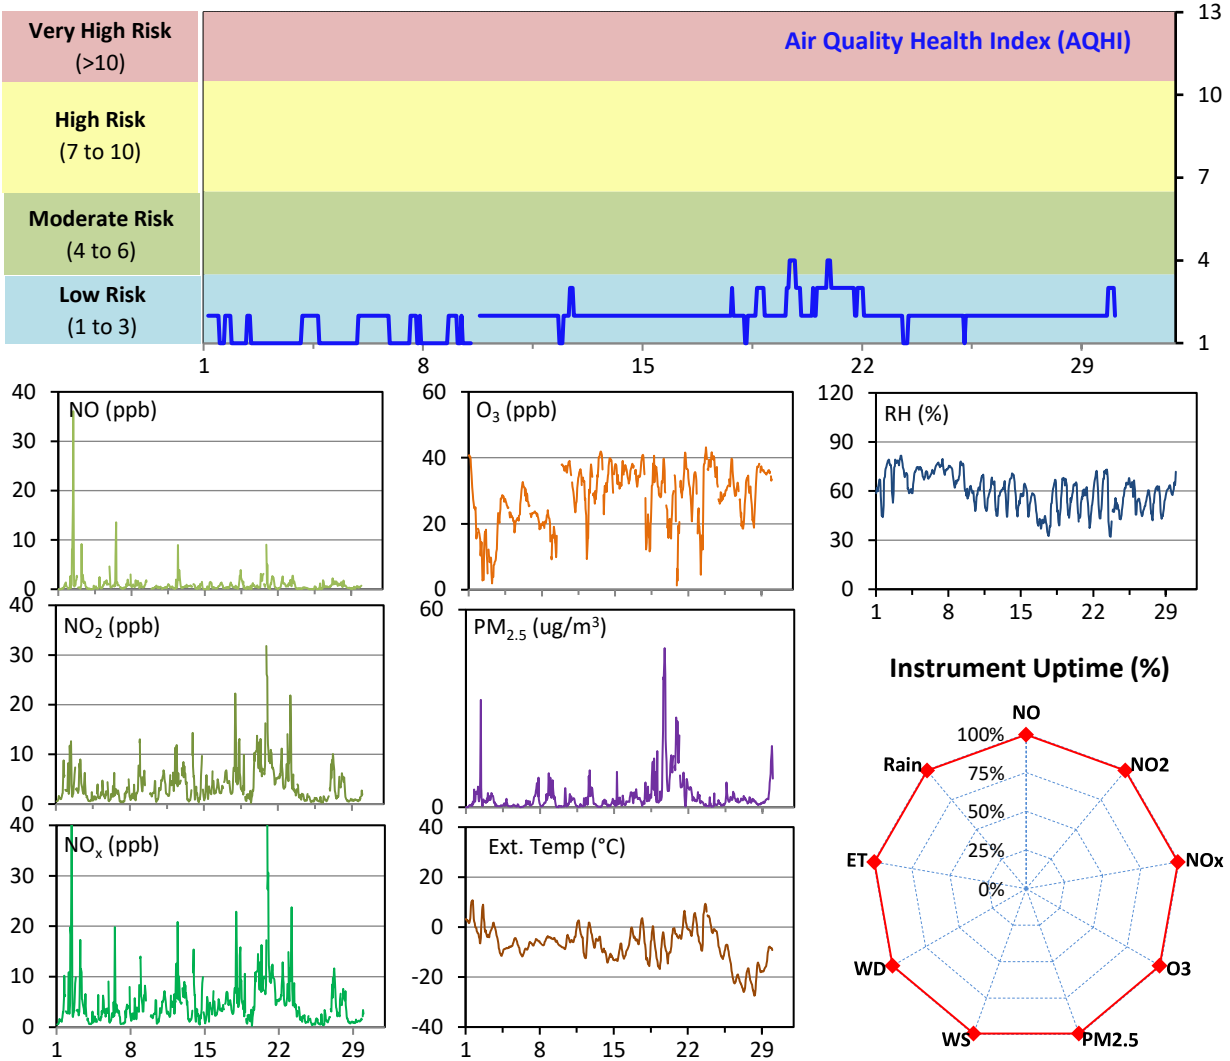 Very High Risk
(>10)
High Risk
(7 to 10)
Moderate Risk
(4 to 6)
Low Risk
(1 to 3)
Air Quality Health Index (AQHI)
13
10
7
4
1
1 8 15 22 29
NO (ppb)
40
30
20
10
0
O3 (ppb)
60
40
20
0
RH (%)
120
90
60
30
0
1 8 15 22 29
NO2 (ppb)
40
30
20
10
0
PM2.5 (ug/m³)
60
0
1 8 15 22 29
NOx (ppb)
40
30
20
10
0
1 8 15 22 29
Ext. Temp (°C)
40
20
0
-20
-40
1 8 15 22 29
Instrument Uptime (%)
NO
NO2
NOx
O3
PM2.5
WS
WD
ET
Rain
100%
75%
50%
25%
0%